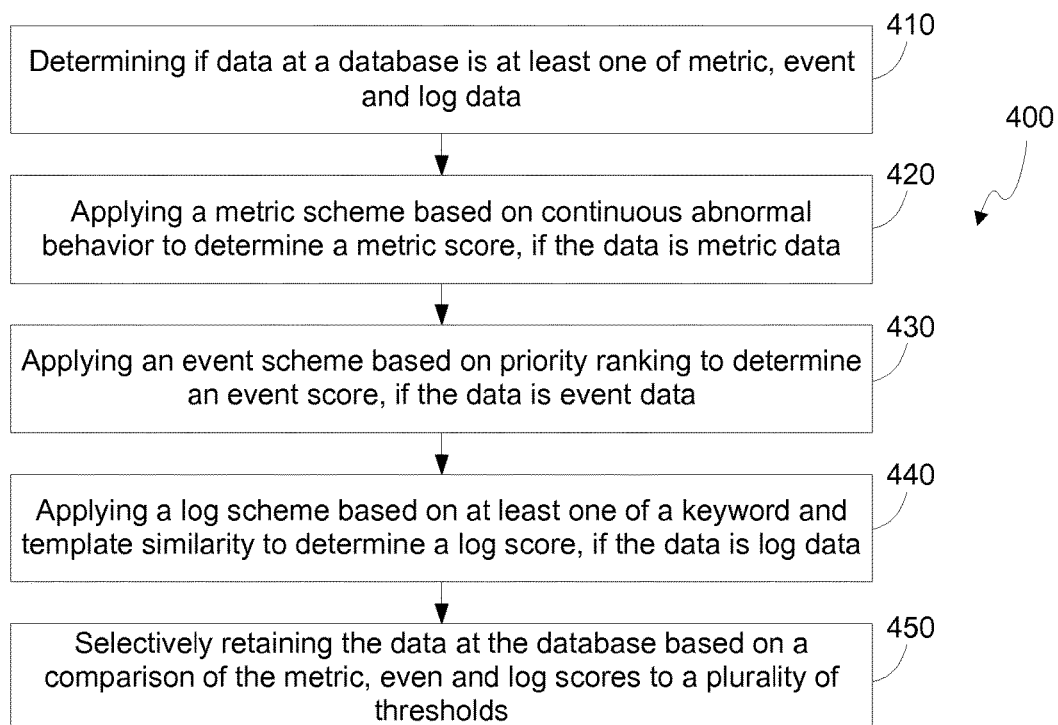 410
Determining if data at a database is at least one of metric, event
and log data
400
420
Applying a metric scheme based on continuous abnormal
behavior to determine a metric score, if the data is metric data
430
Applying an event scheme based on priority ranking to determine
an event score, if the data is event data
440
Applying a log scheme based on at least one of a keyword and
template similarity to determine a log score, if the data is log data
450
Selectively retaining the data at the database based on a
comparison of the metric, even and log scores to a plurality of
thresholds